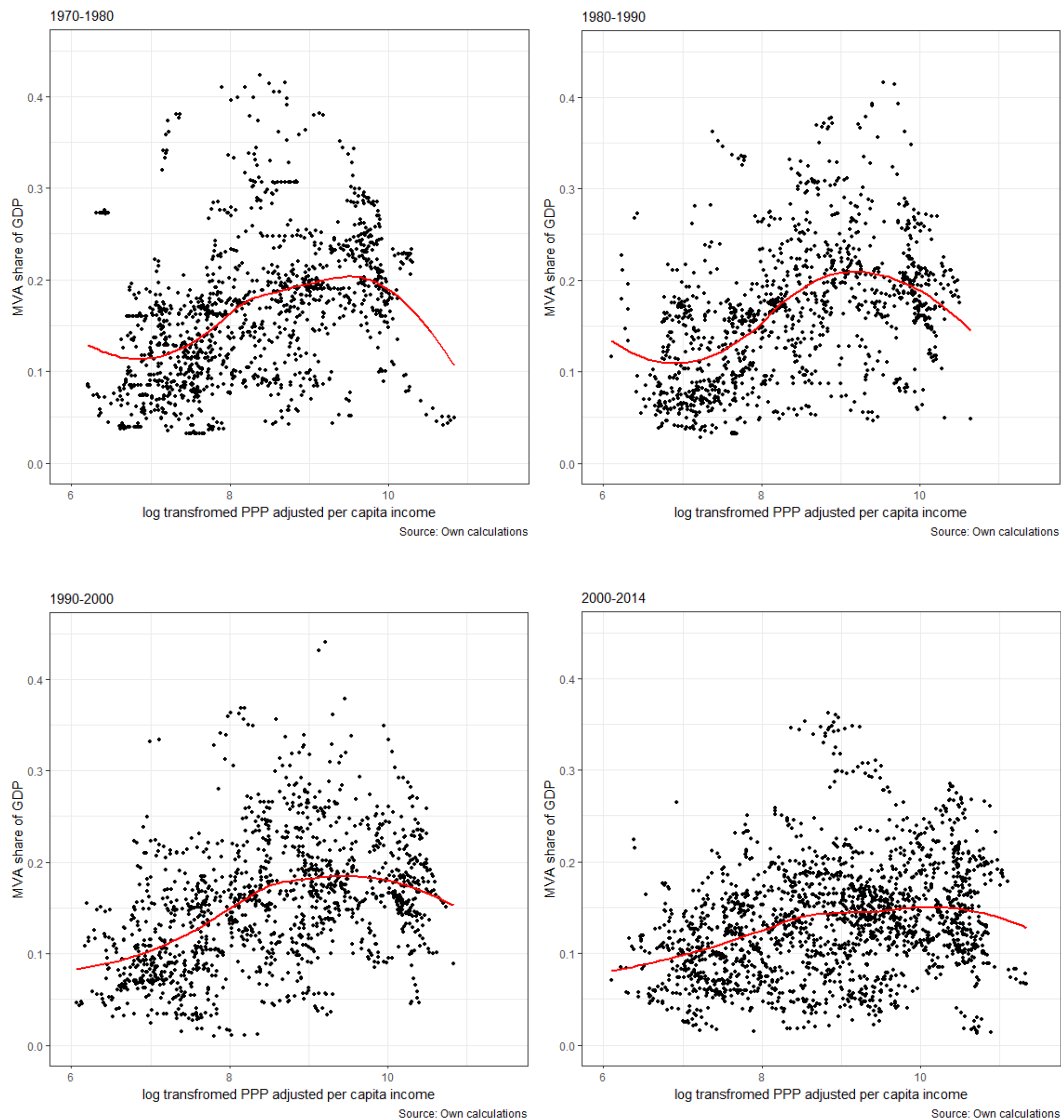 1970-1980
0.4
0.3
0.2
0.1
0.0
MVA share of GDP
6 8 10
log transfromed PPP adjusted per capita income
Source: Own calculations
1980-1990
0.4
0.3
0.2
0.1
0.0
MVA share of GDP
6 8 10
log transfromed PPP adjusted per capita income
Source: Own calculations
1990-2000
0.4
0.3
0.2
0.1
0.0
MVA share of GDP
6 8 10
log transfromed PPP adjusted per capita income
Source: Own calculations
2000-2014
0.4
0.3
0.2
0.1
0.0
MVA share of GDP
6 8 10
log transfromed PPP adjusted per capita income
Source: Own calculations